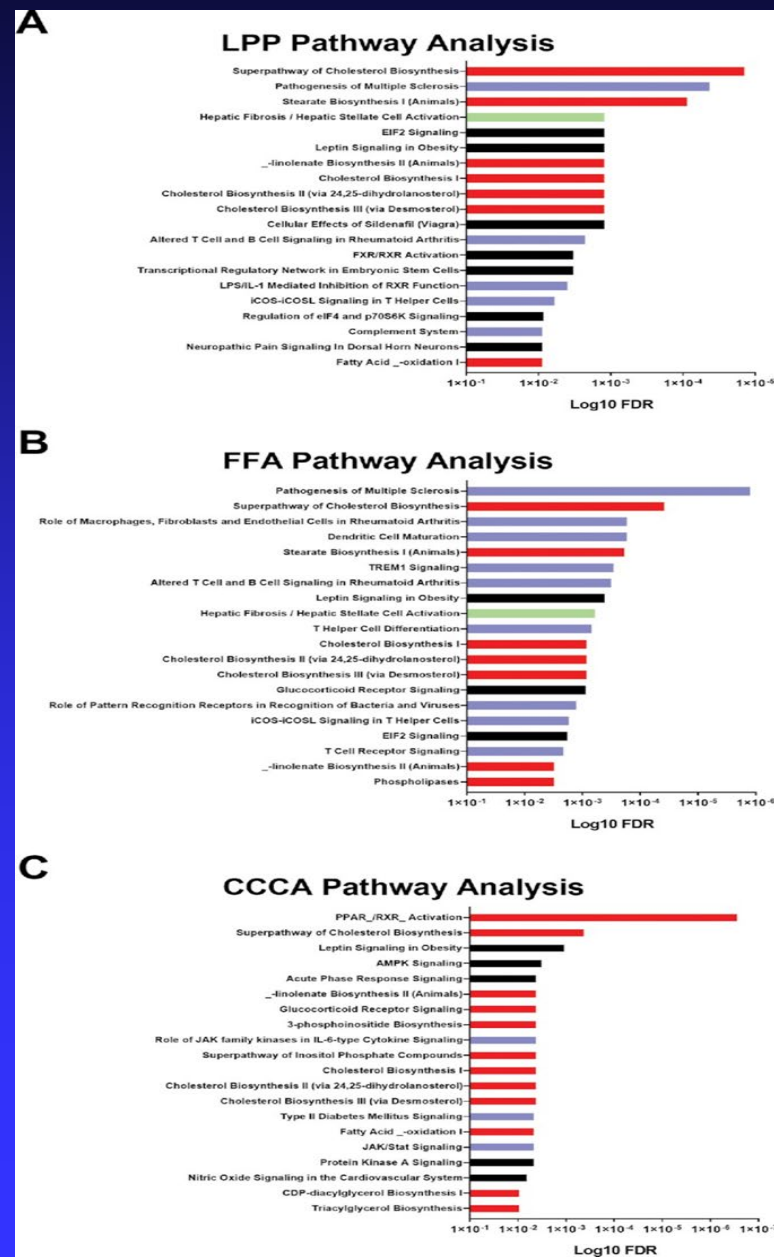 A
LPP Pathway Analysis
Superpathway of Cholesterol Biosynthesis
Pathogenesis of Multiple Sclerosis
Stearate Biosynthesis I (Animals)
Hepatic Fibrosis / Hepatic Stellate Cell Activation
EIF2 Signaling
Leptin Signaling in Obesity
_-linolenate Biosynthesis II (Animals)
Cholesterol Biosynthesis I
Cholesterol Biosynthesis II (via 24,25-dihydrolanosterol)
Cholesterol Biosynthesis III (via Desmosterol)
Cellular Effects of Sildenafil (Viagra)
Altered T Cell and B Cell Signaling in Rheumatoid Arthritis
FXR/RXR Activation
Transcriptional Regulatory Network in Embryonic Stem Cells
LPS/IL-1 Mediated Inhibition of RXR Function
iCOS-iCOSL Signaling in T Helper Cells
Regulation of eIF4 and p70S6K Signaling
Complement System
Neuropathic Pain Signaling In Dorsal Horn Neurons
Fatty Acid _-oxidation I
1×10-1 1×10-2 1×10-3 1×10-4 1×10-5
Log10 FDR
B
FFA Pathway Analysis
Pathogenesis of Multiple Sclerosis
Superpathway of Cholesterol Biosynthesis
Role of Macrophages, Fibroblasts and Endothelial Cells in Rheumatoid Arthritis
Dendritic Cell Maturation
Stearate Biosynthesis I (Animals)
TREM1 Signaling
Altered T Cell and B Cell Signaling in Rheumatoid Arthritis
Leptin Signaling in Obesity
Hepatic Fibrosis / Hepatic Stellate Cell Activation
T Helper Cell Differentiation
Cholesterol Biosynthesis I
Cholesterol Biosynthesis II (via 24,25-dihydrolanosterol)
Cholesterol Biosynthesis III (via Desmosterol)
Glucocorticoid Receptor Signaling
Role of Pattern Recognition Receptors in Recognition of Bacteria and Viruses
iCOS-iCOSL Signaling in T Helper Cells
EIF2 Signaling
T Cell Receptor Signaling
_-linolenate Biosynthesis II (Animals)
Phospholipases
1×10-1 1×10-2 1×10-3 1×10-4 1×10-5 1×10-6
Log10 FDR
C
CCCA Pathway Analysis
PPAR_/RXR_ Activation
Superpathway of Cholesterol Biosynthesis
Leptin Signaling in Obesity
AMPK Signaling
Acute Phase Response Signaling
_-linolenate Biosynthesis II (Animals)
Glucocorticoid Receptor Signaling
3-phosphoinositide Biosynthesis
Role of JAK family kinases in IL-6-type Cytokine Signaling
Superpathway of Inositol Phosphate Compounds
Cholesterol Biosynthesis I
Cholesterol Biosynthesis II (via 24,25-dihydrolanosterol)
Cholesterol Biosynthesis III (via Desmosterol)
Type II Diabetes Mellitus Signaling
Fatty Acid _-oxidation I
JAK/Stat Signaling
Protein Kinase A Signaling
Nitric Oxide Signaling in the Cardiovascular System
CDP-diacylglycerol Biosynthesis I
Triacylglycerol Biosynthesis
1×10-1 1×10-2 1×10-3 1×10-4 1×10-5 1×10-6
Log10 FDR